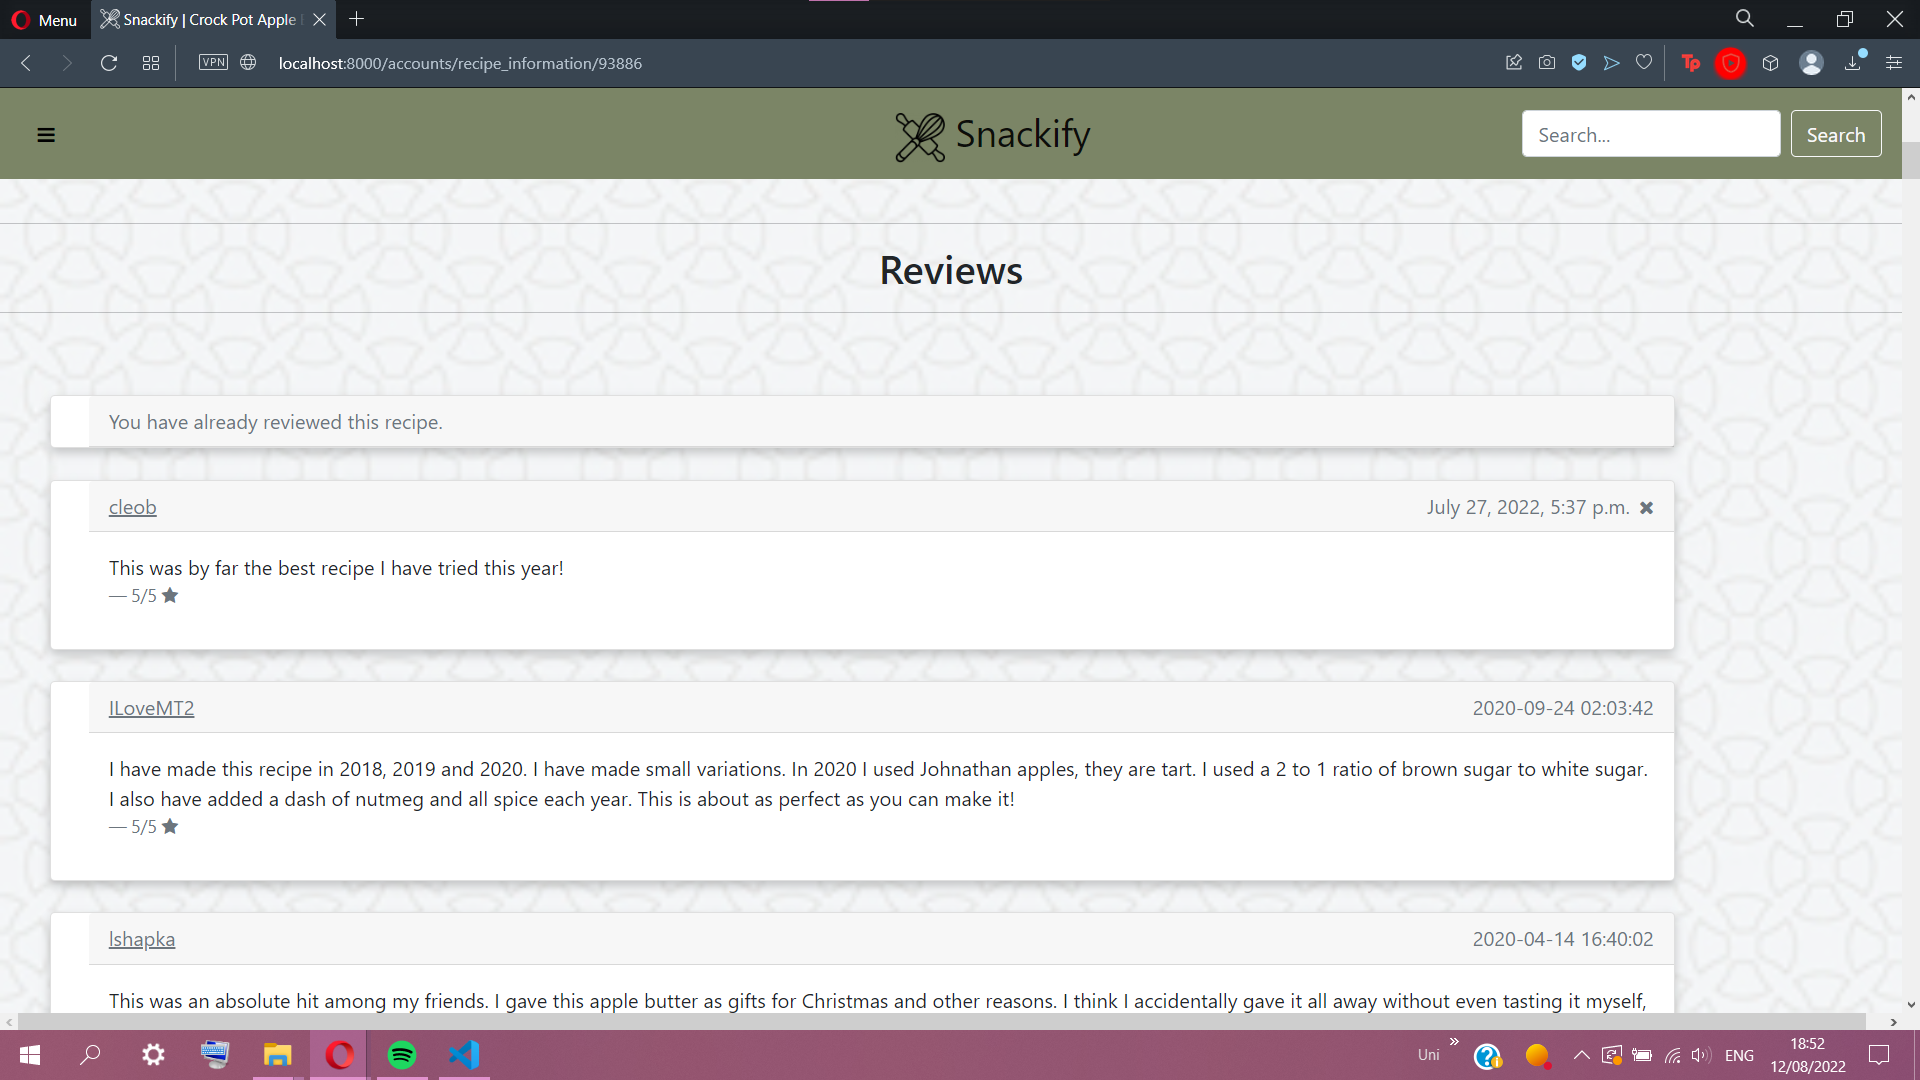 Menu
Snackify | Crock Pot Apple
VPN
localhost:8000/accounts/recipe_information/93886
Tp
Snackify
Search...
Search
Reviews
You have already reviewed this recipe.
cleob
July 27, 2022, 5:37 p.m.
This was by far the best recipe I have tried this year!
— 5/5
ILoveMT2
2020-09-24 02:03:42
I have made this recipe in 2018, 2019 and 2020. I have made small variations. In 2020 I used Johnathan apples, they are tart. I used a 2 to 1 ratio of brown sugar to white sugar.
I also have added a dash of nutmeg and all spice each year. This is about as perfect as you can make it!
— 5/5
lshapka
2020-04-14 16:40:02
This was an absolute hit among my friends. I gave this apple butter as gifts for Christmas and other reasons. I think I accidentally gave it all away without even tasting it myself,
Uni
ENG
18:52
12/08/2022